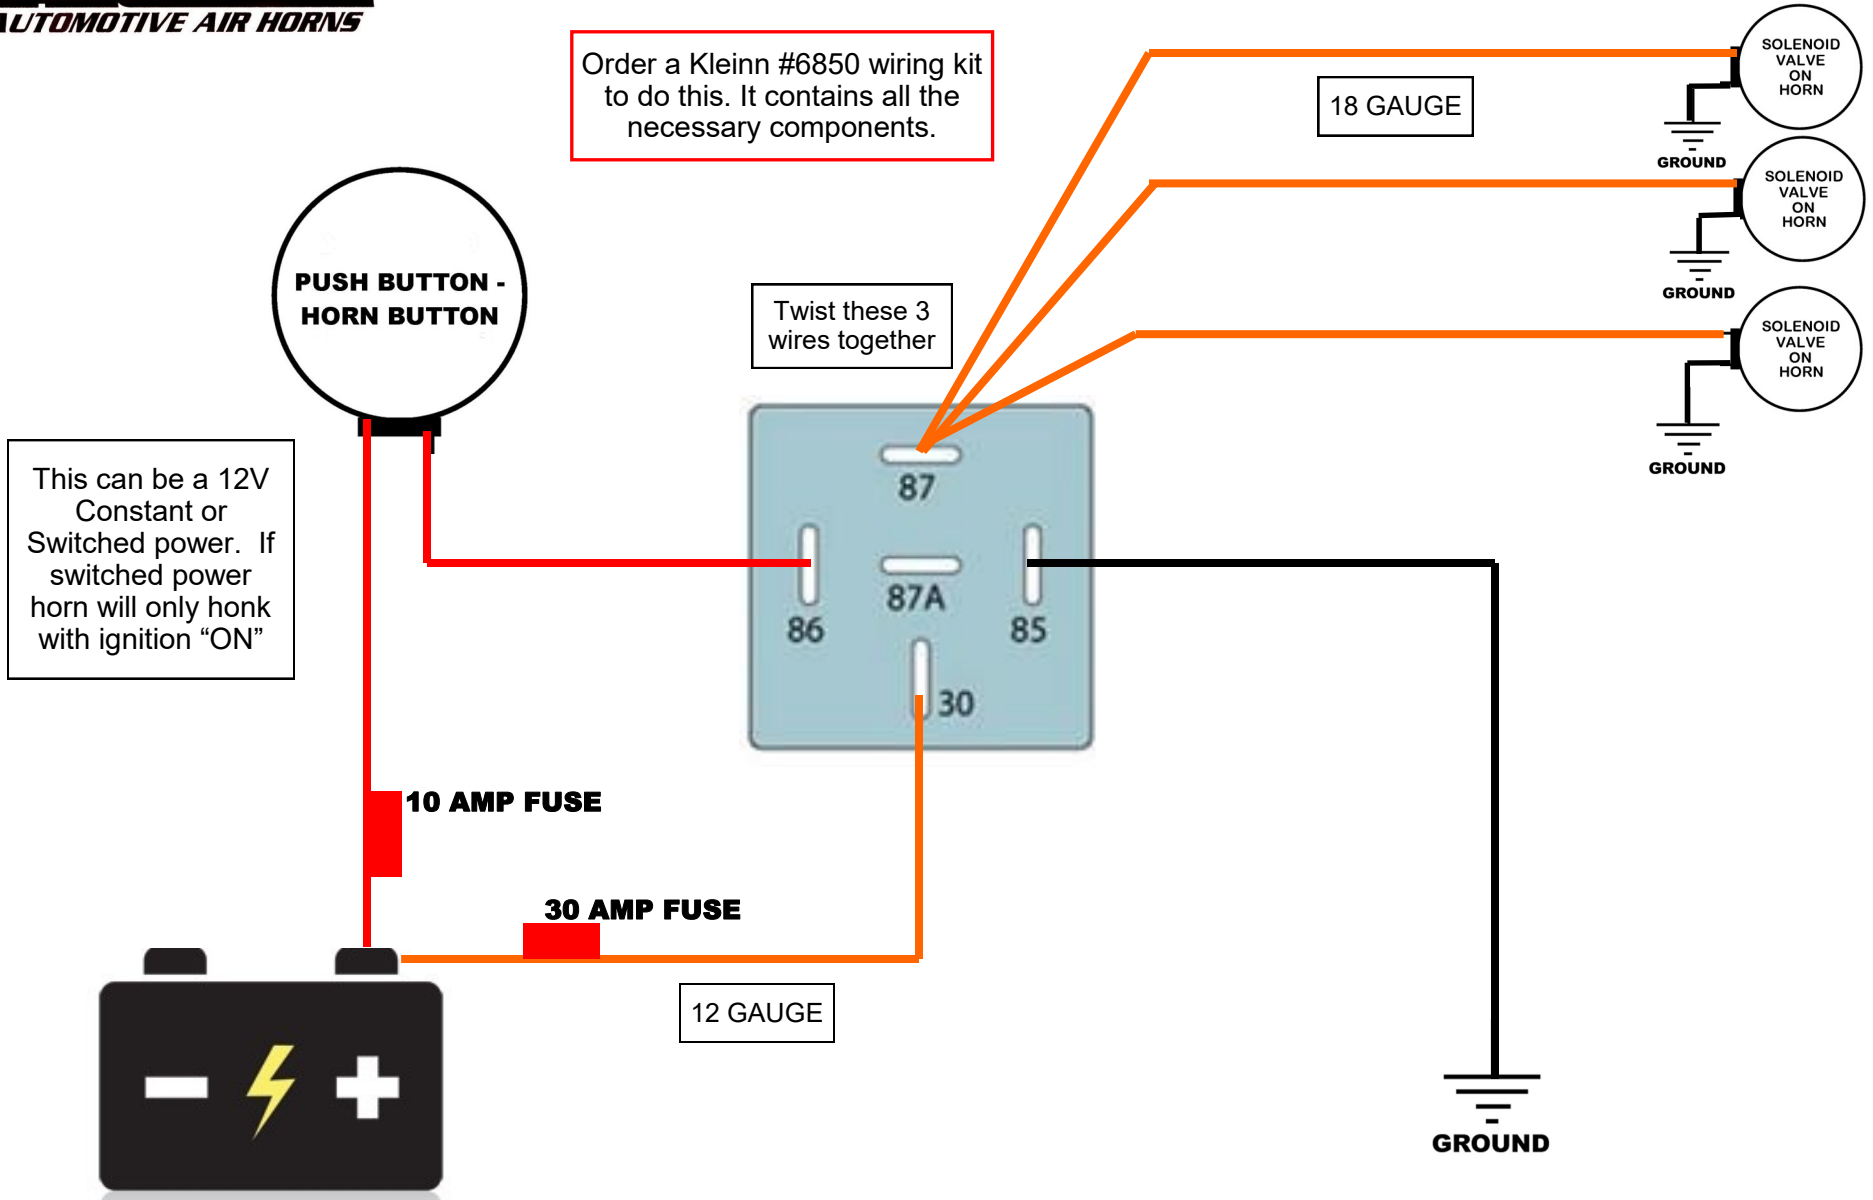 AUTOMOTIVE AIR HORNS
Order a Kleinn #6850 wiring kit
to do this. It contains all the
necessary components.
18 GAUGE
SOLENOID
VALVE
ON
HORN
GROUND
SOLENOID
VALVE
ON
HORN
GROUND
SOLENOID
VALVE
ON
HORN
GROUND
PUSH BUTTON -
HORN BUTTON
Twist these 3
wires together
This can be a 12V
Constant or
Switched power.  If
switched power
horn will only honk
with ignition “ON”
87
87A
86
85
30
10 AMP FUSE
30 AMP FUSE
12 GAUGE
GROUND